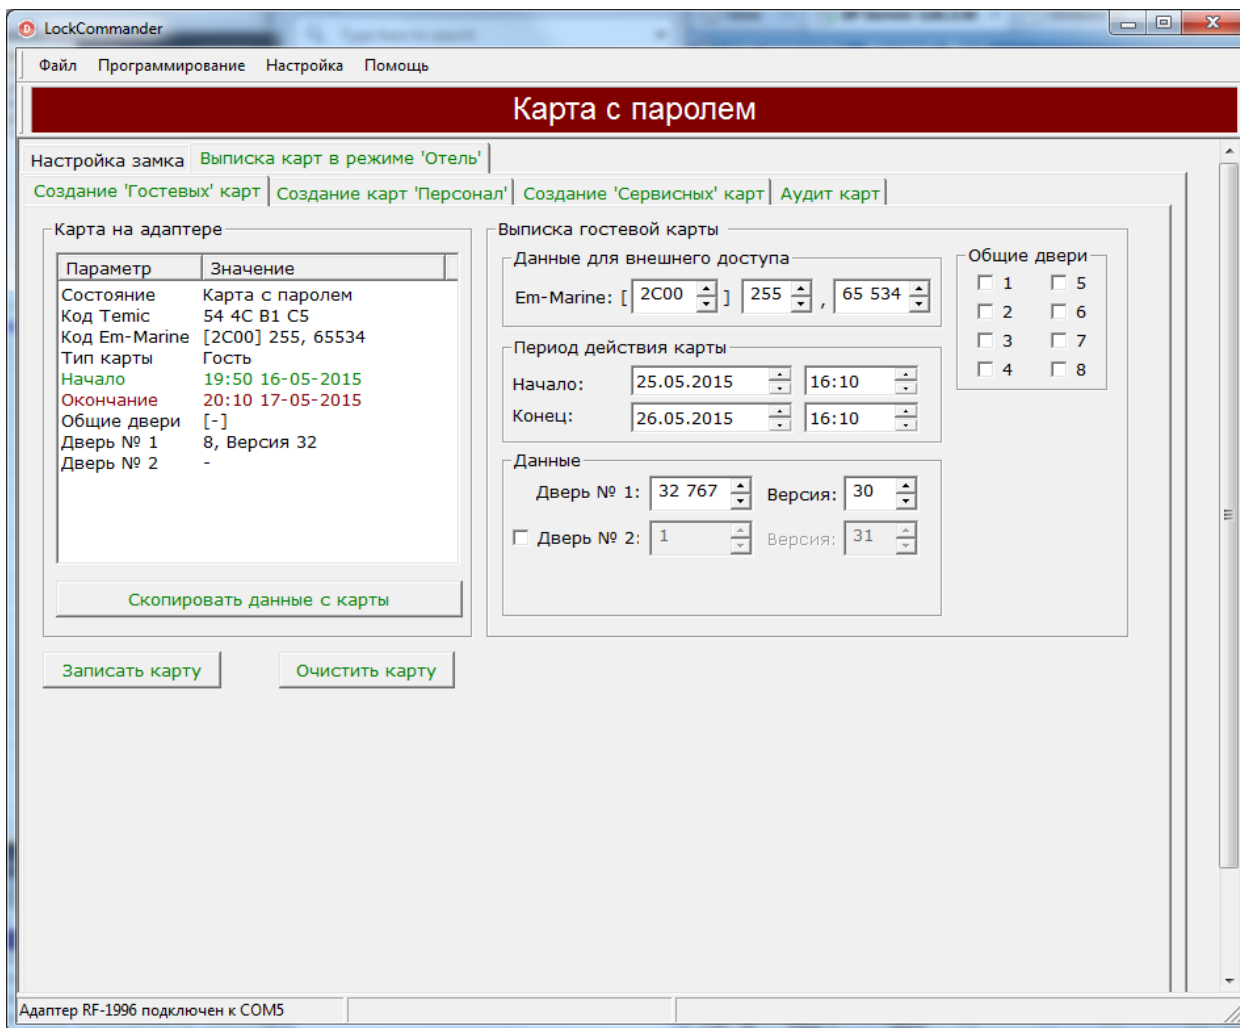 LockCommander
Файл Программирование Настройка Помощь
Карта с паролем
Настройка замка Выписка карт в режиме 'Отель'
Создание 'Гостевых' карт Создание карт 'Персонал' Создание 'Сервисных' карт Аудит карт
Карта на адаптере
Параметр Значение
Состояние Карта с паролем
Код Temic 54 4C B1 C5
Код Em-Marine [2C00] 255, 65534
Тип карты Гость
Начало 19:50 16-05-2015
Окончание 20:10 17-05-2015
Общие двери [-]
Дверь № 1 8, Версия 32
Дверь № 2 -
Скопировать данные с карты
Записать карту Очистить карту
Выписка гостевой карты
Данные для внешнего доступа
Em-Marine: [ 2C00 ] 255 , 65 534
Период действия карты
Начало: 25.05.2015 16:10
Конец: 26.05.2015 16:10
Данные
Дверь № 1: 32 767 Версия: 30
Дверь № 2: 1 Версия: 31
Общие двери
1 5
2 6
3 7
4 8
Адаптер RF-1996 подключен к COM5